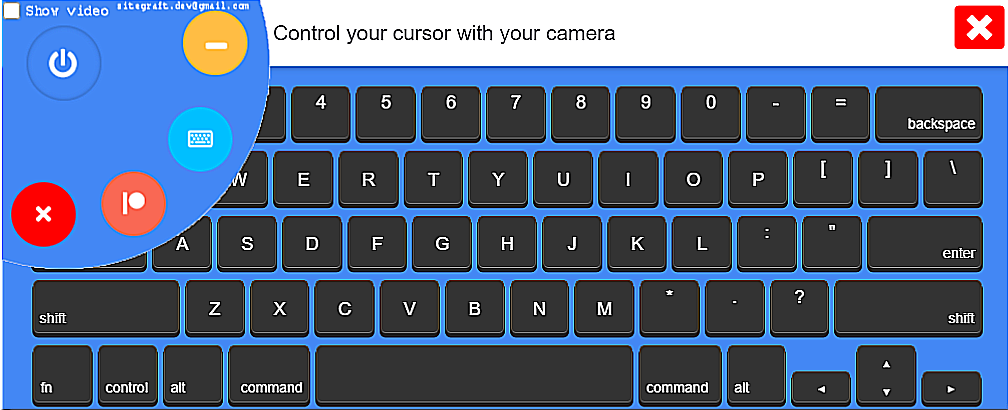 Show video sitegraft.dev@gmail.com
Control your cursor with your camera
4 5 6 7 8 9 0 - = backspace
W E R T Y U I O P [ ] \
A S D F G H J K L : " enter
shift Z X C V B N M * . ? shift
fn control alt command command alt